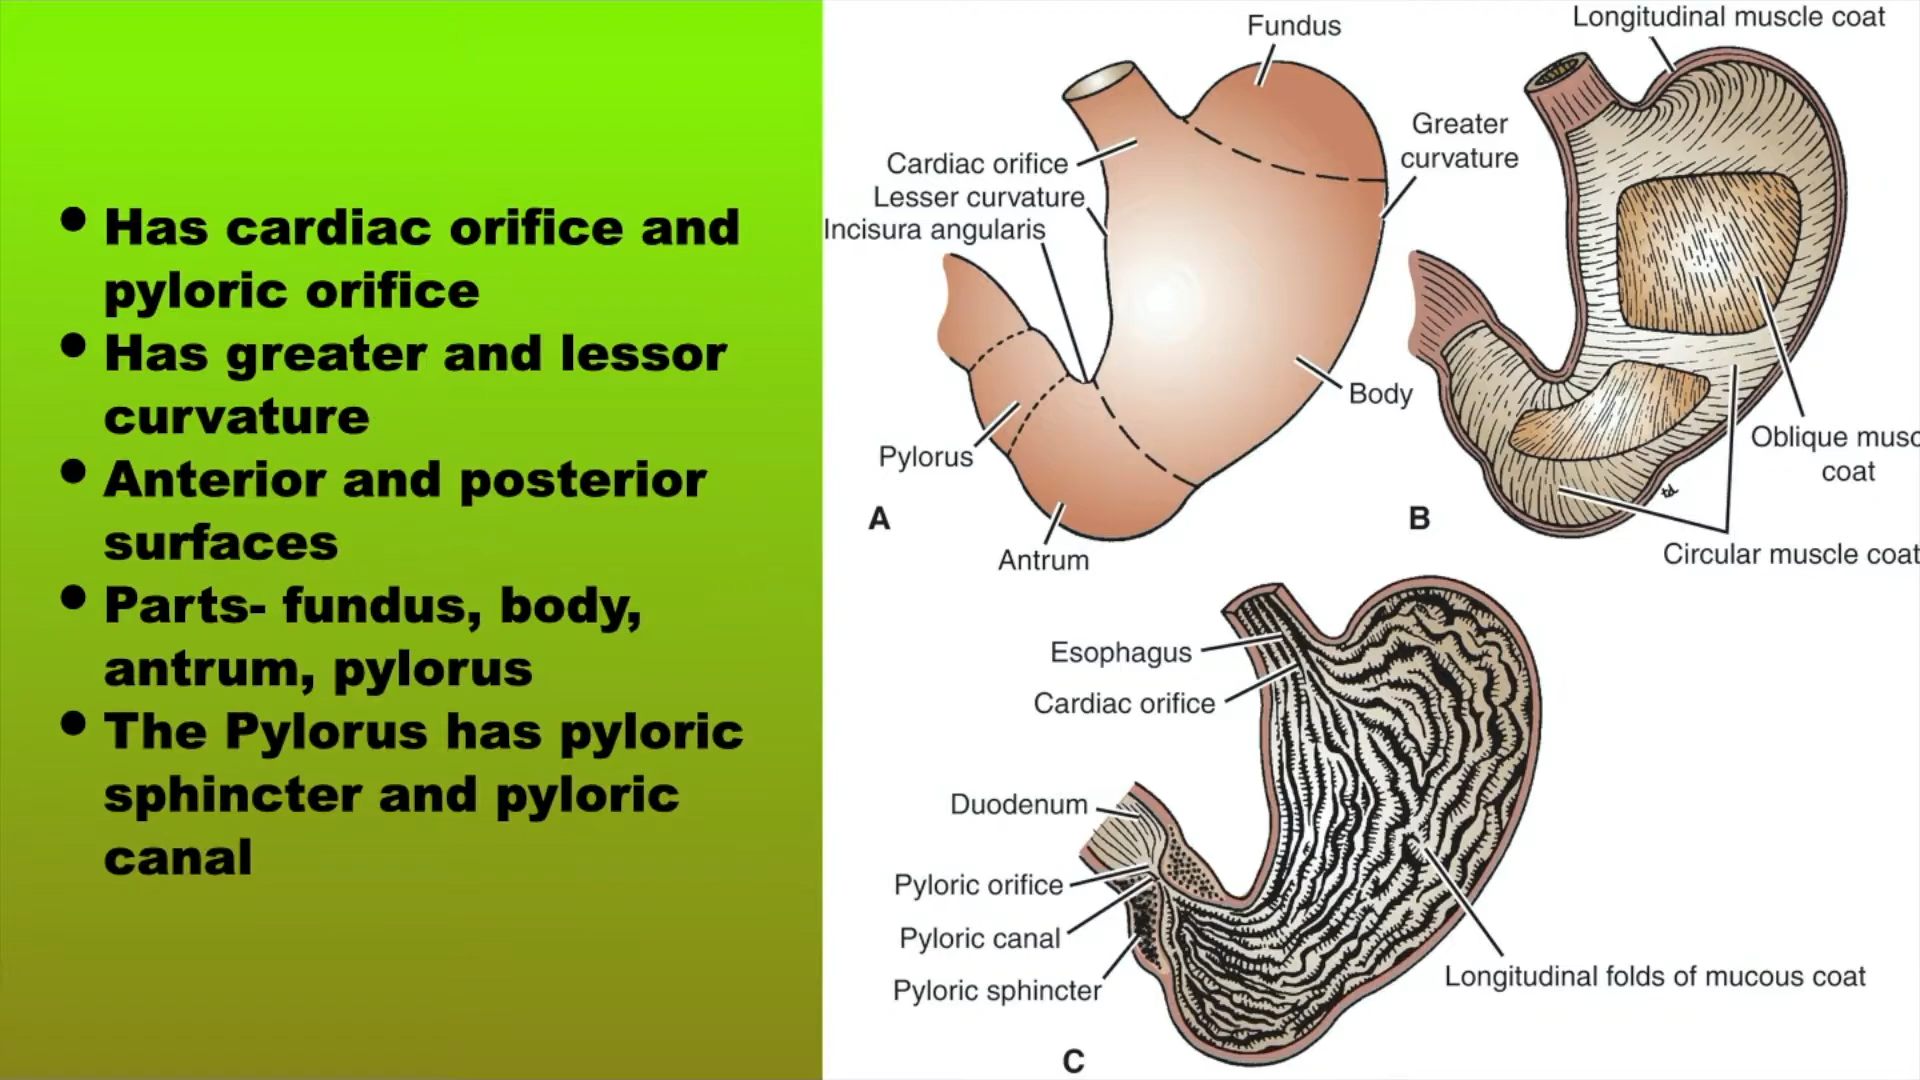 • Has cardiac orifice and
pyloric orifice
• Has greater and lessor
curvature
• Anterior and posterior
surfaces
• Parts- fundus, body,
antrum, pylorus
• The Pylorus has pyloric
sphincter and pyloric
canal
Fundus
Cardiac orifice
Lesser curvature
Incisura angularis
Greater
curvature
Body
Pylorus
Antrum
A
Longitudinal muscle coat
Oblique musc
coat
Circular muscle coat
td
B
Esophagus
Cardiac orifice
Duodenum
Pyloric orifice
Pyloric canal
Pyloric sphincter
Longitudinal folds of mucous coat
C